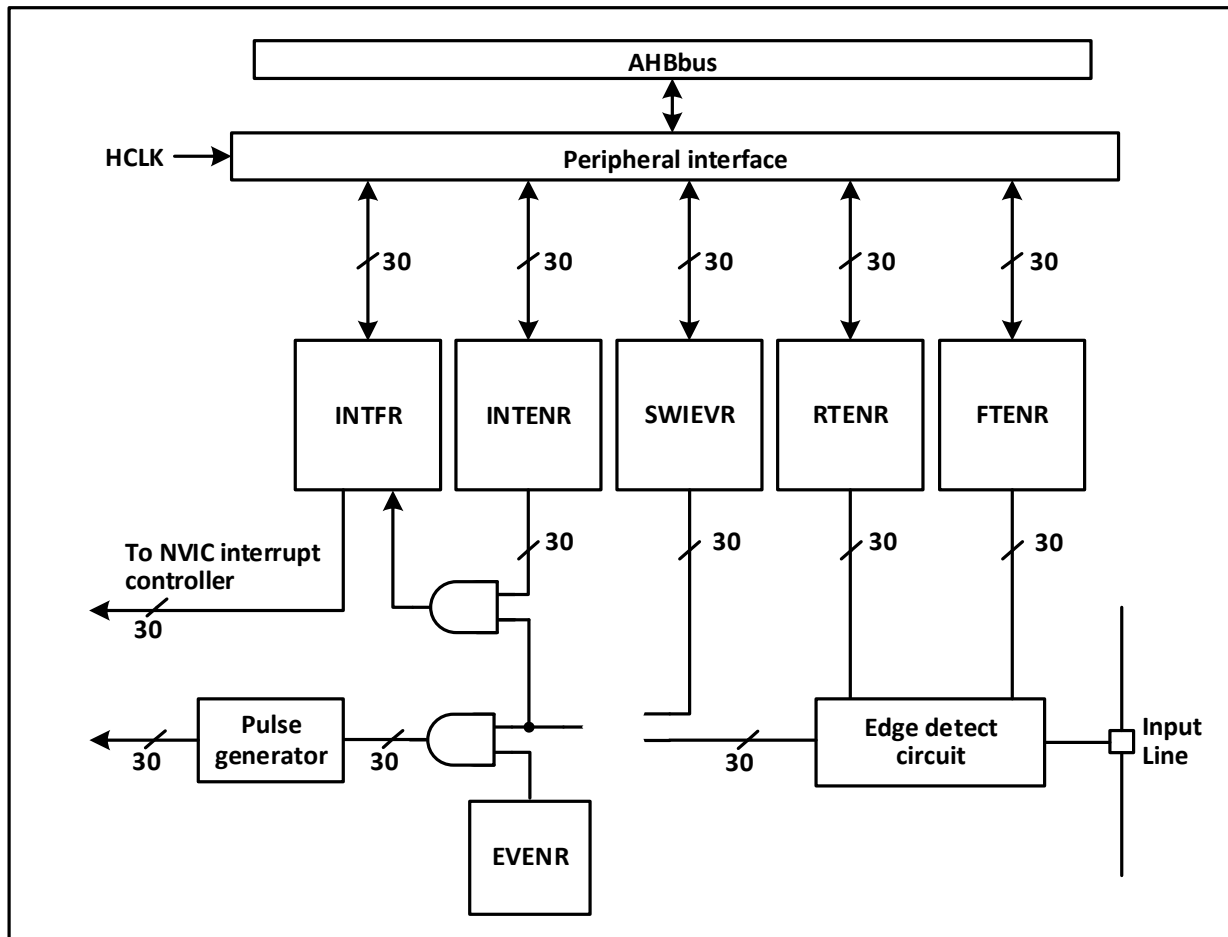 AHBbus
HCLK
Peripheral interface
30
30
30
30
30
INTFR
INTENR
SWIEVR
RTENR
FTENR
30
30
30
30
To NVIC interrupt
controller
30
Pulse
generator
30
30
30
Edge detect
circuit
Input
Line
EVENR